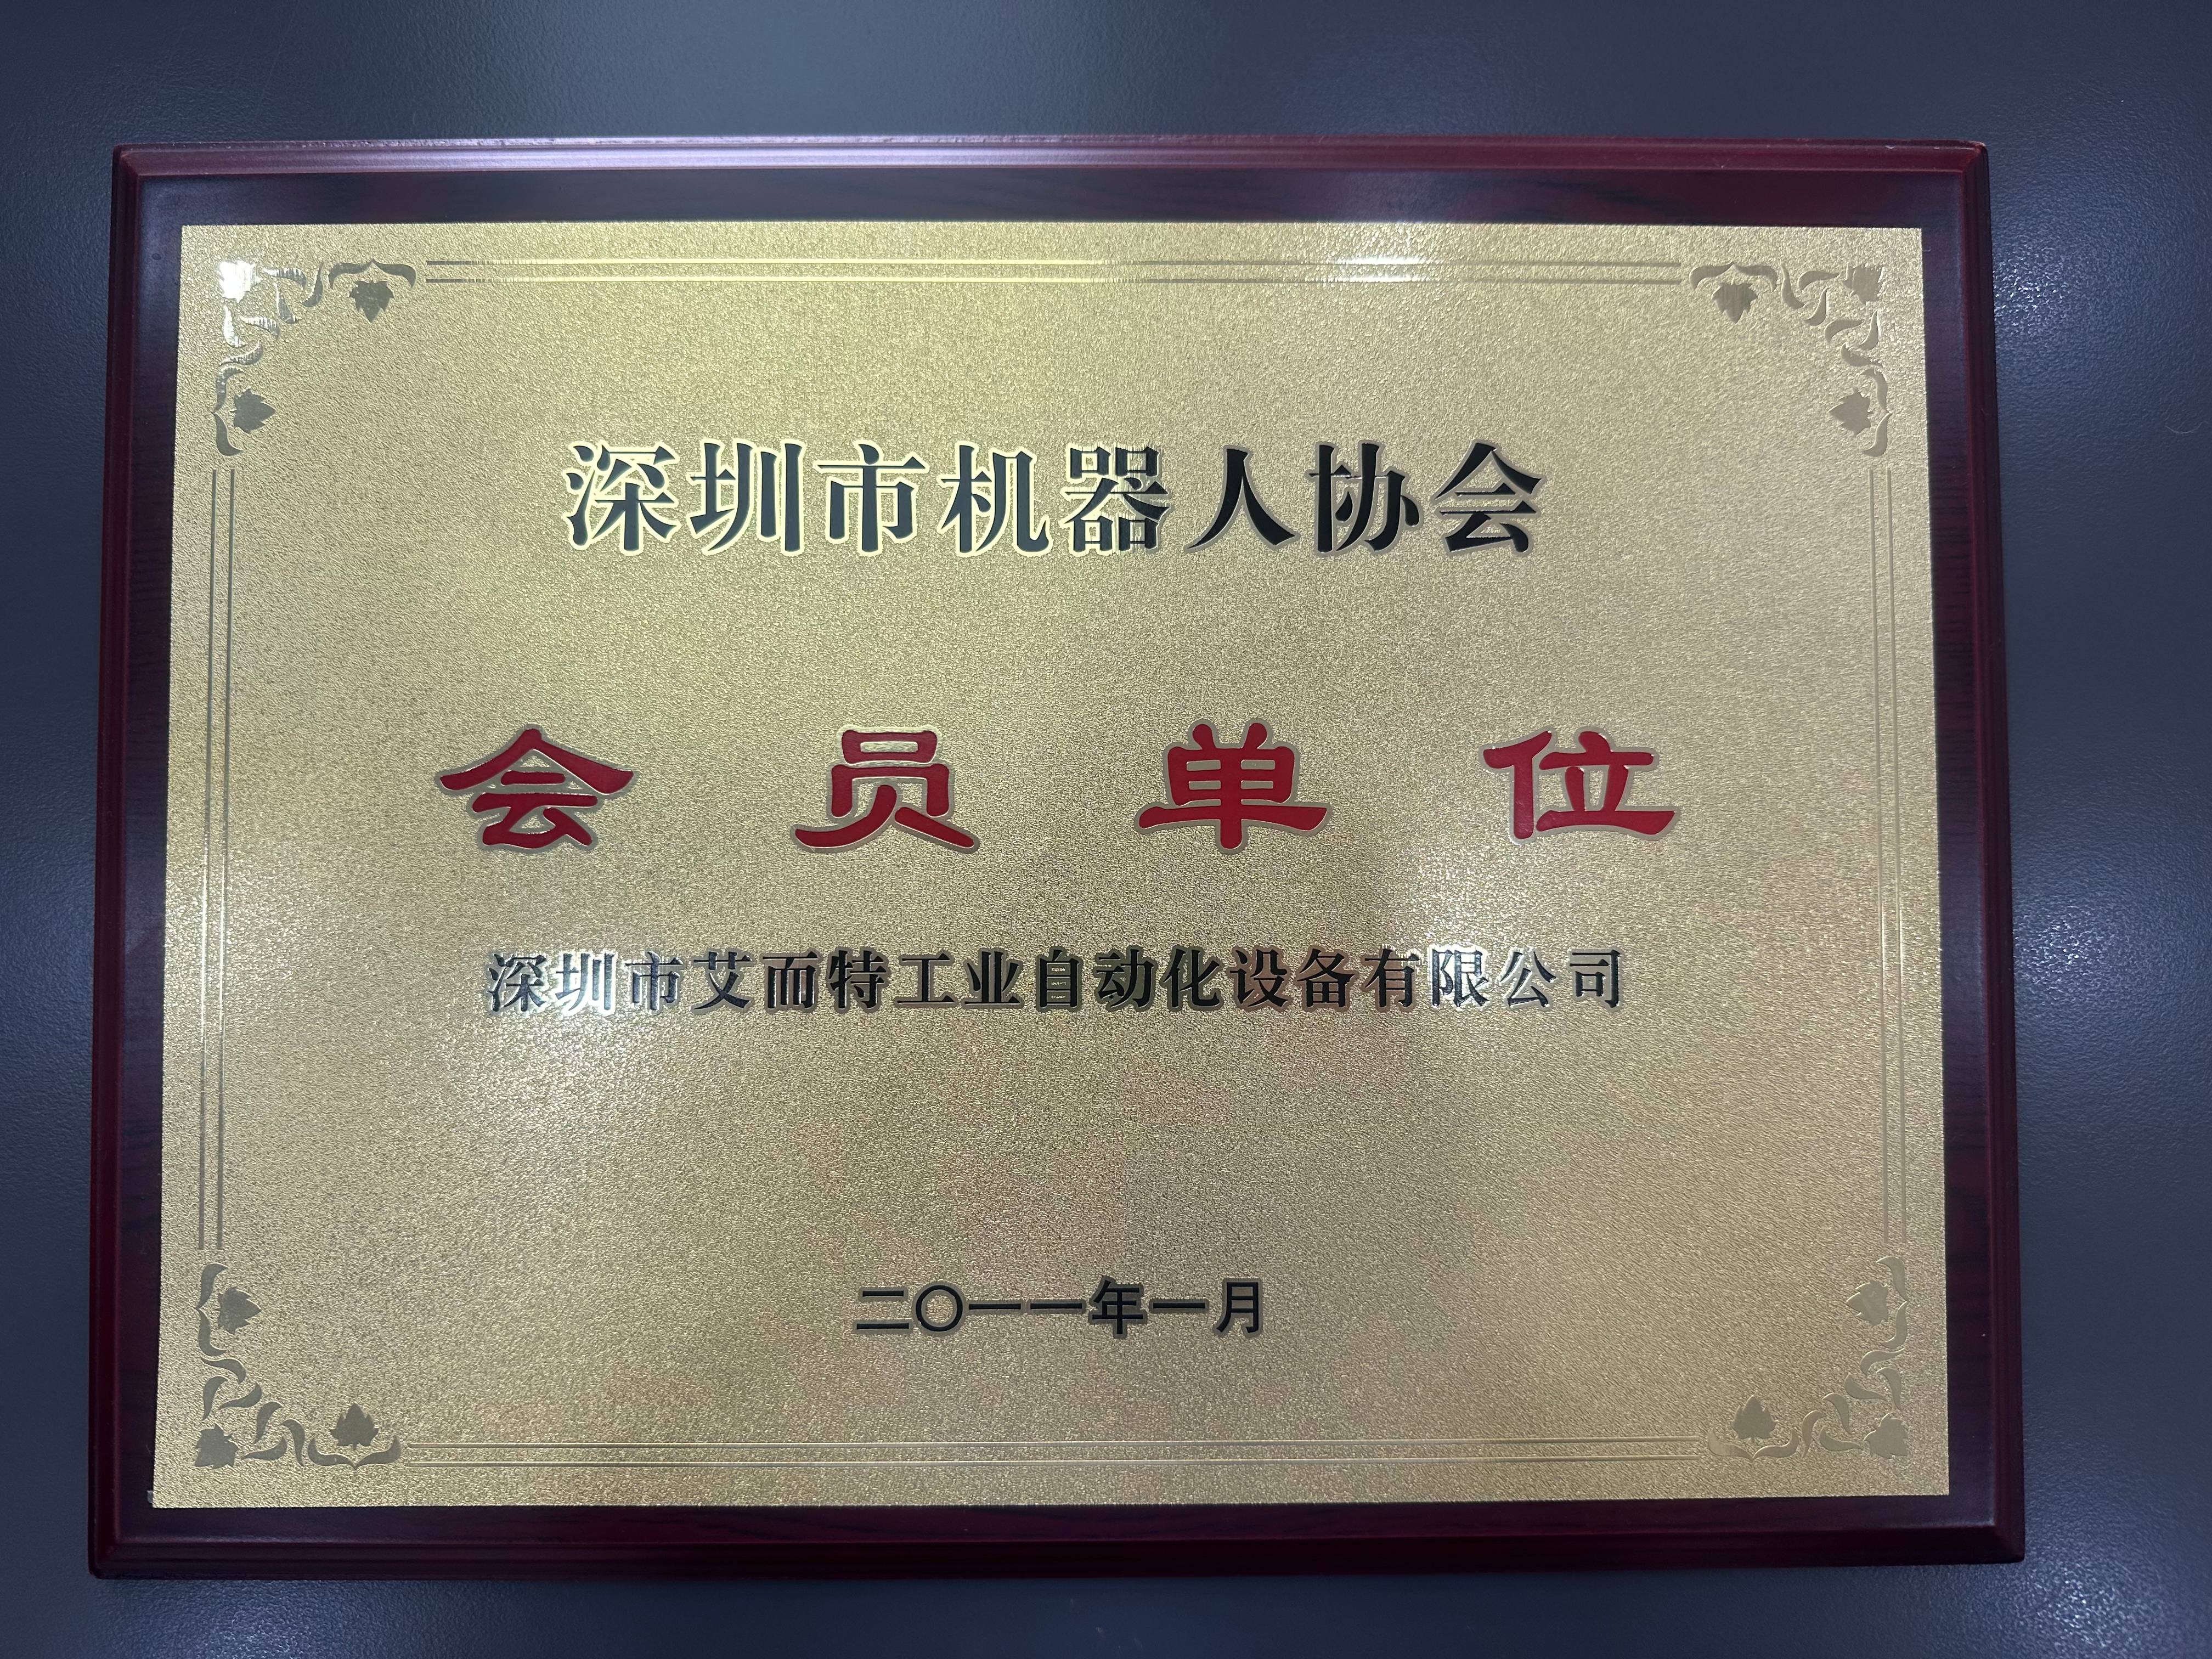 深圳市机器人协会
会员单位
深圳市艾而特工业自动化设备有限公司
二〇一一年一月